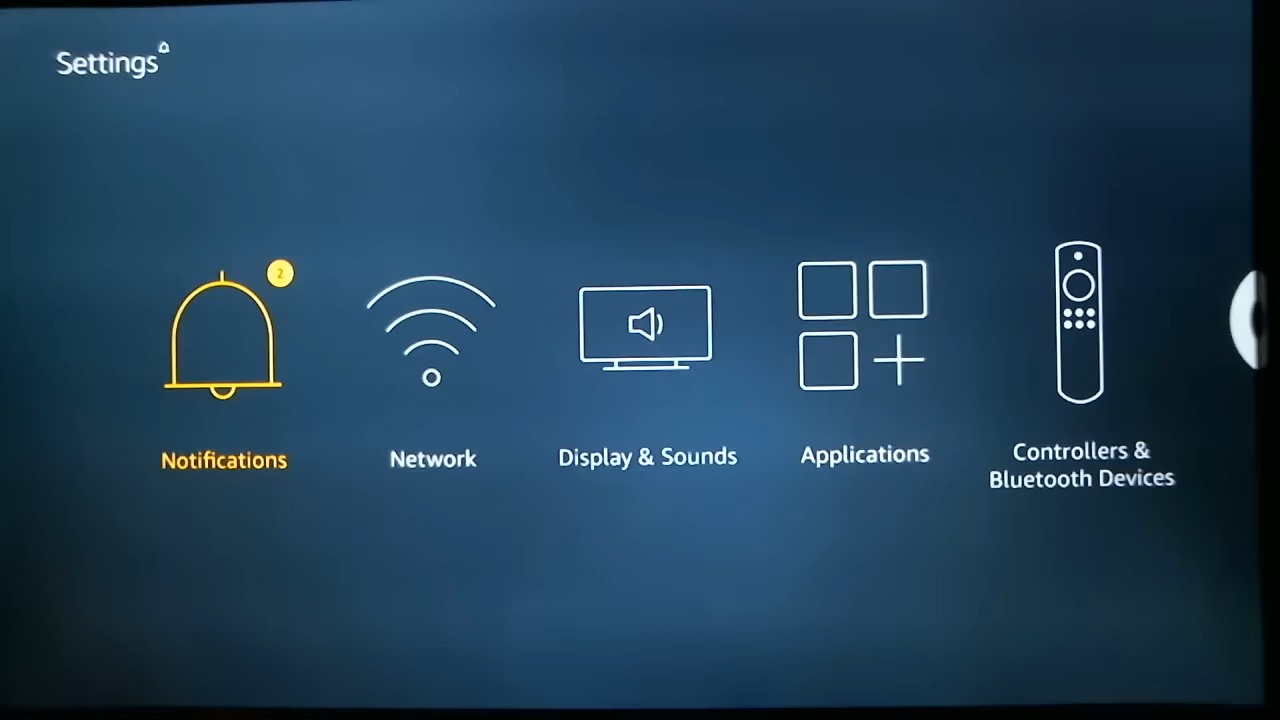 Settings
2
Notifications
Network
Display & Sounds
Applications
Controllers &
Bluetooth Devices